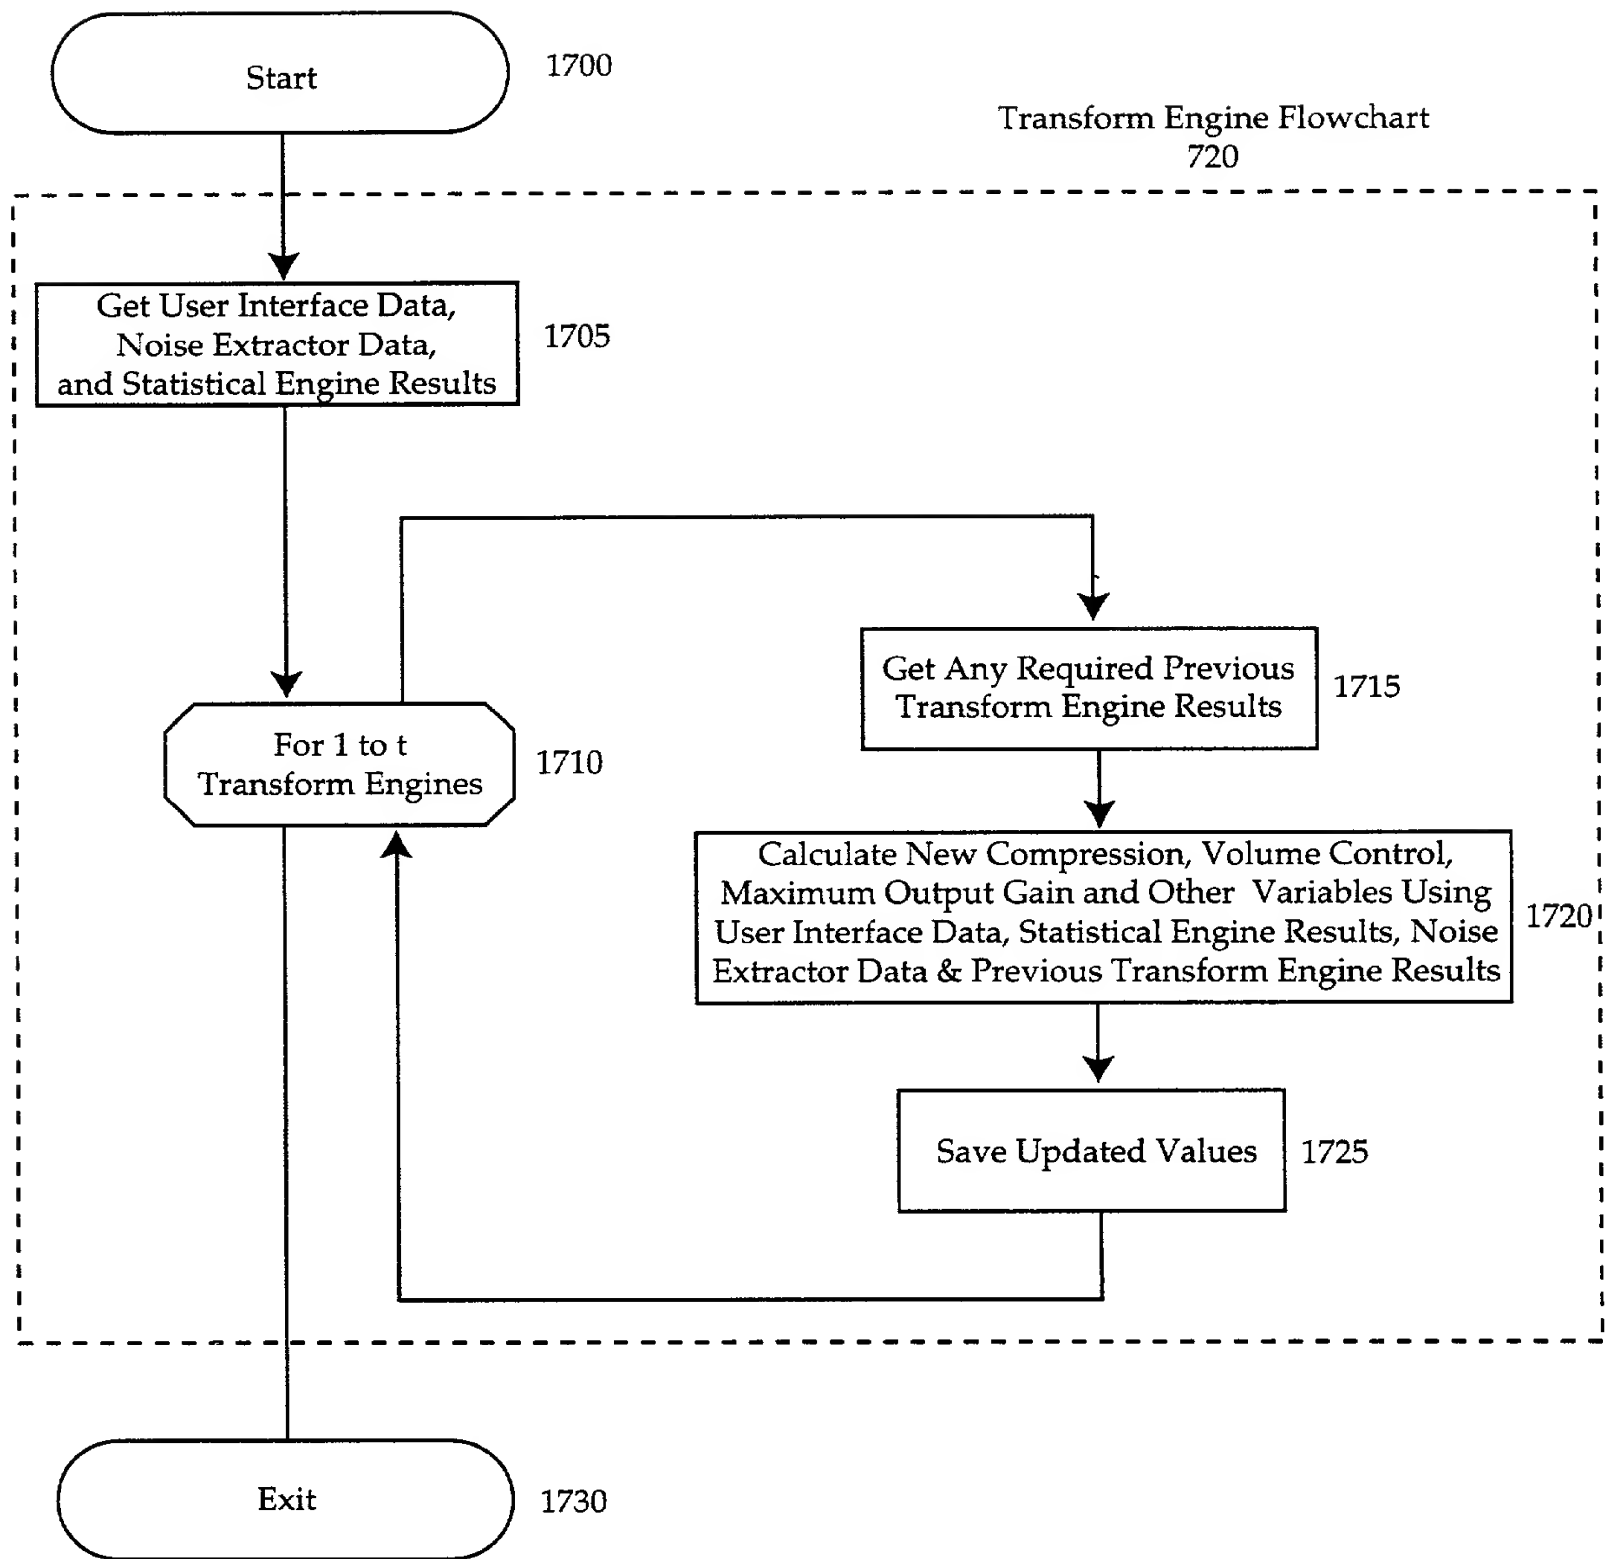 Start
1700
Transform Engine Flowchart
720
Get User Interface Data,
Noise Extractor Data,
and Statistical Engine Results
1705
For 1 to t
Transform Engines
1710
Get Any Required Previous
Transform Engine Results
1715
Calculate New Compression, Volume Control,
Maximum Output Gain and Other Variables Using
User Interface Data, Statistical Engine Results, Noise
Extractor Data & Previous Transform Engine Results
1720
Save Updated Values
1725
Exit
1730